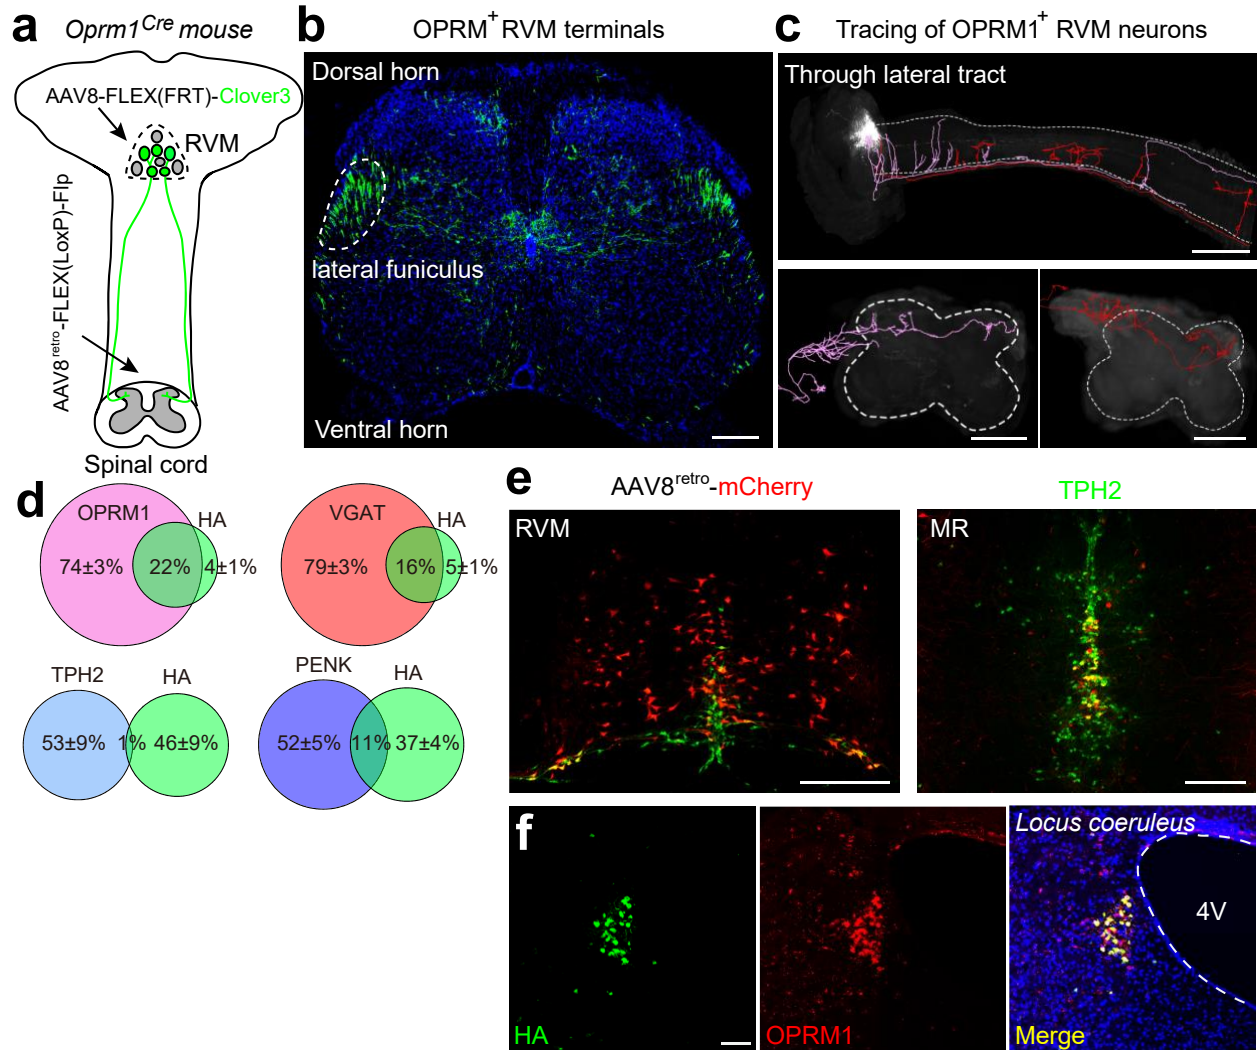 a
Oprm1Cre mouse
AAV8-FLEX(FRT)-Clover3
RVM
AAV8retro-FLEX(LoxP)-Flp
Spinal cord
b
OPRM+ RVM terminals
Dorsal horn
lateral funiculus
Ventral horn
c
Tracing of OPRM1+ RVM neurons
Through lateral tract
d
OPRM1
HA
74±3%
22%
4±1%
VGAT
HA
79±3%
16%
5±1%
TPH2
HA
53±9%
1%
46±9%
PENK
HA
52±5%
11%
37±4%
e
AAV8retro-mCherry
TPH2
RVM
MR
f
HA
OPRM1
Locus coeruleus
4V
Merge